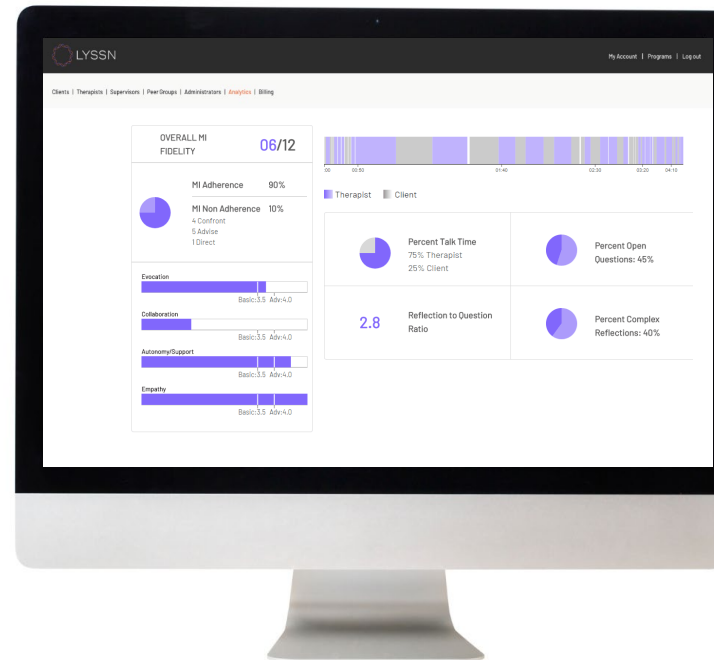 LYSSN
My Account | Programs | Log out
Clients | Therapists | Supervisors | Peer Groups | Administrators | Analytics | Billing
OVERALL MI
FIDELITY
06/12
MI Adherence 90%
MI Non Adherence 10%
4 Confront
5 Advise
1 Direct
Evocation
Basic:3.5 Adv:4.0
Collaboration
Basic:3.5 Adv:4.0
Autonomy/Support
Basic:3.5 Adv:4.0
Empathy
Basic:3.5 Adv:4.0
:00 00:50 01:40 02:30 03:20 04:10
Therapist Client
Percent Talk Time
75% Therapist
25% Client
Percent Open
Questions: 45%
2.8
Reflection to Question
Ratio
Percent Complex
Reflections: 40%